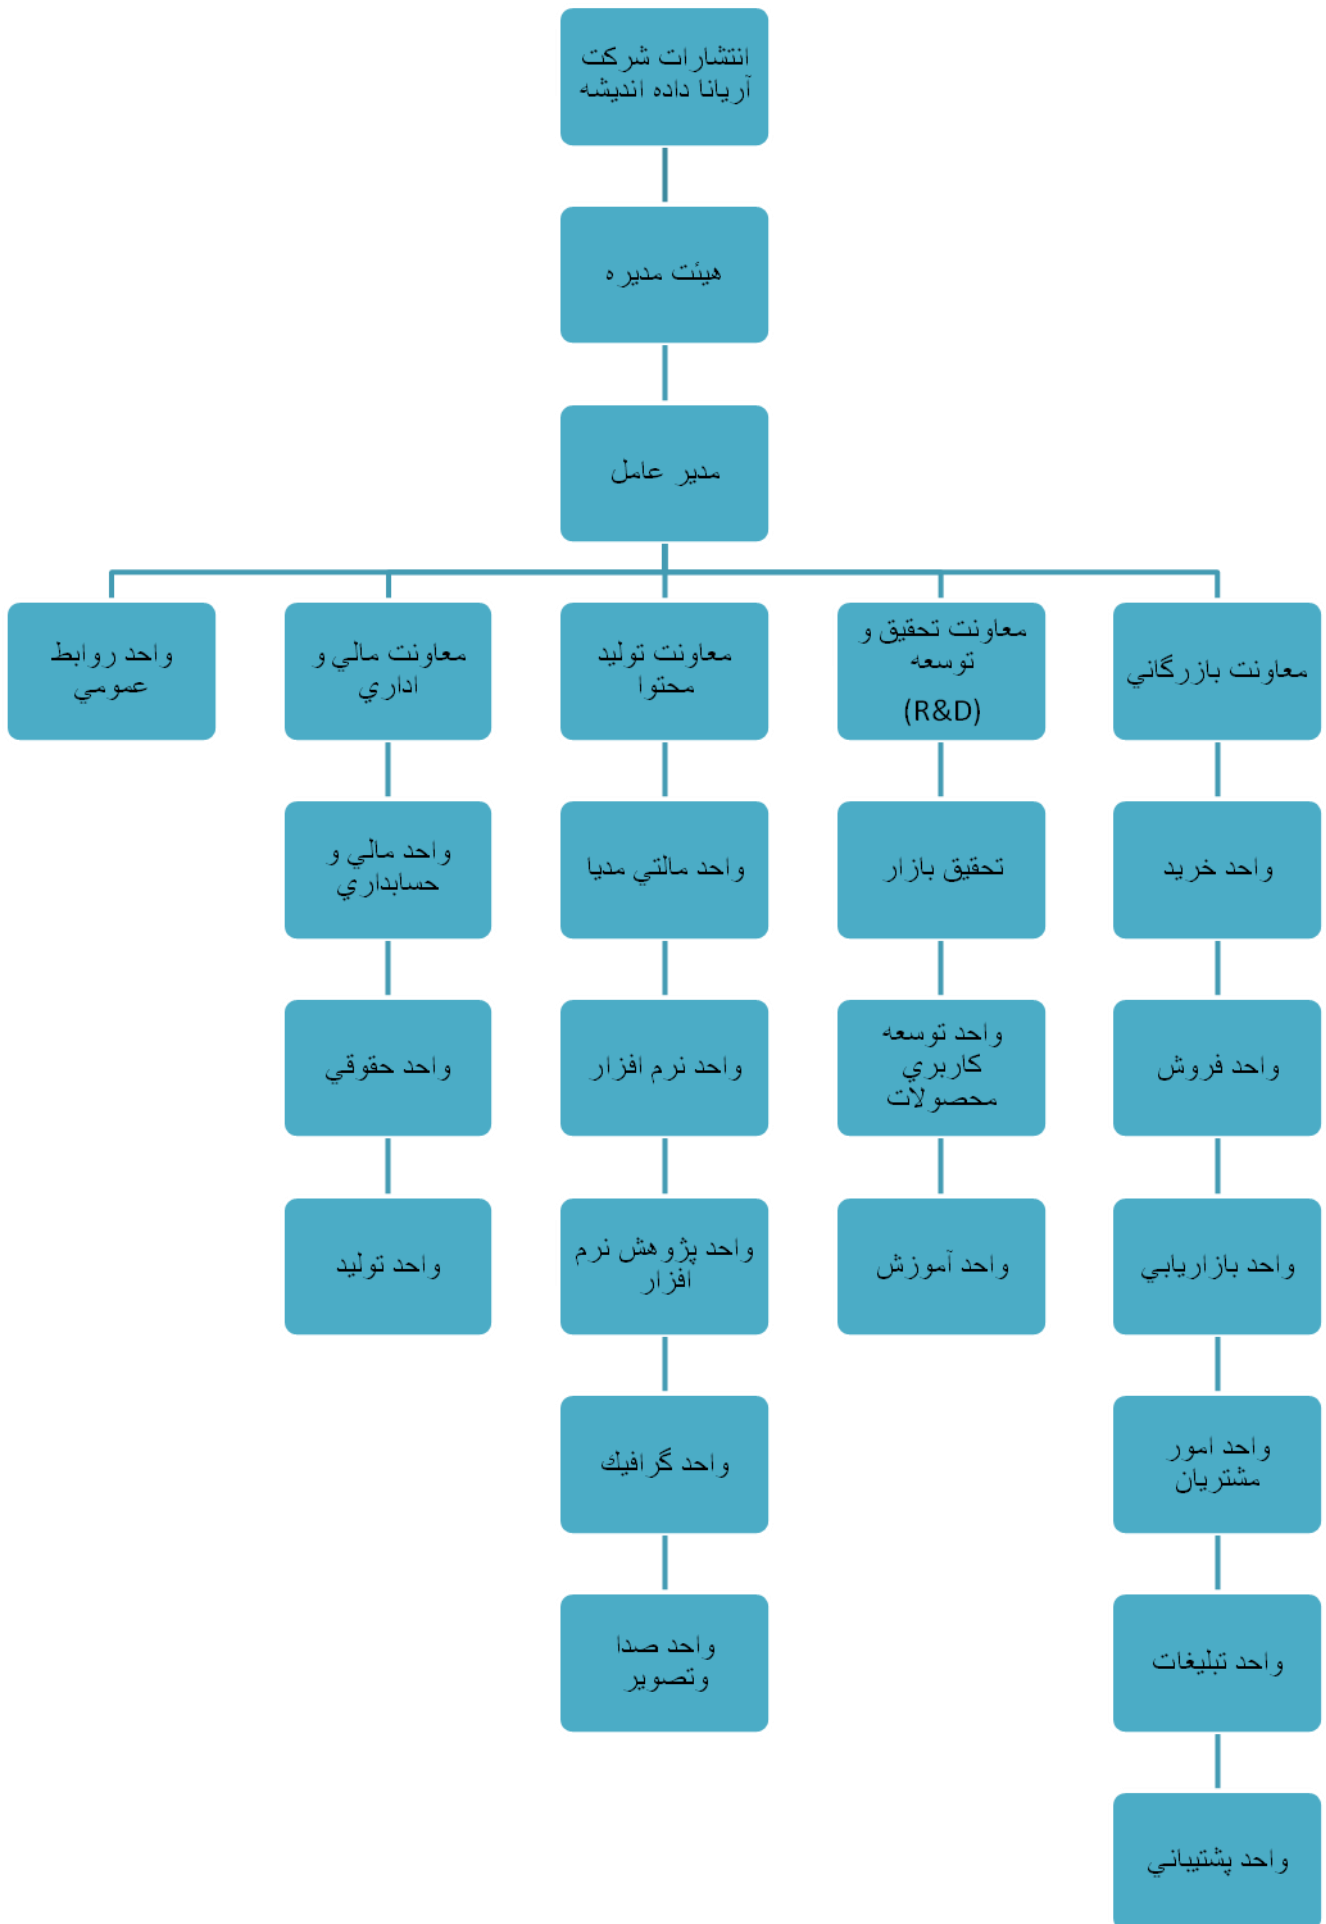 انتشارات شركت
آريانا داده انديشه
هيئت مديره
مدير عامل
معاونت بازرگاني
معاونت تحقيق و
توسعه
(R&D)
معاونت توليد
محتوا
معاونت مالي و
اداري
واحد روابط
عمومي
واحد خريد
تحقيق بازار
واحد مالتي مديا
واحد مالي و
حسابداري
واحد فروش
واحد توسعه
كاربري
محصولات
واحد نرم افزار
واحد حقوقي
واحد بازاريابي
واحد آموزش
واحد پژوهش نرم
افزار
واحد توليد
واحد امور
مشتريان
واحد گرافيك
واحد تبليغات
واحد صدا
وتصوير
واحد پشتيباني